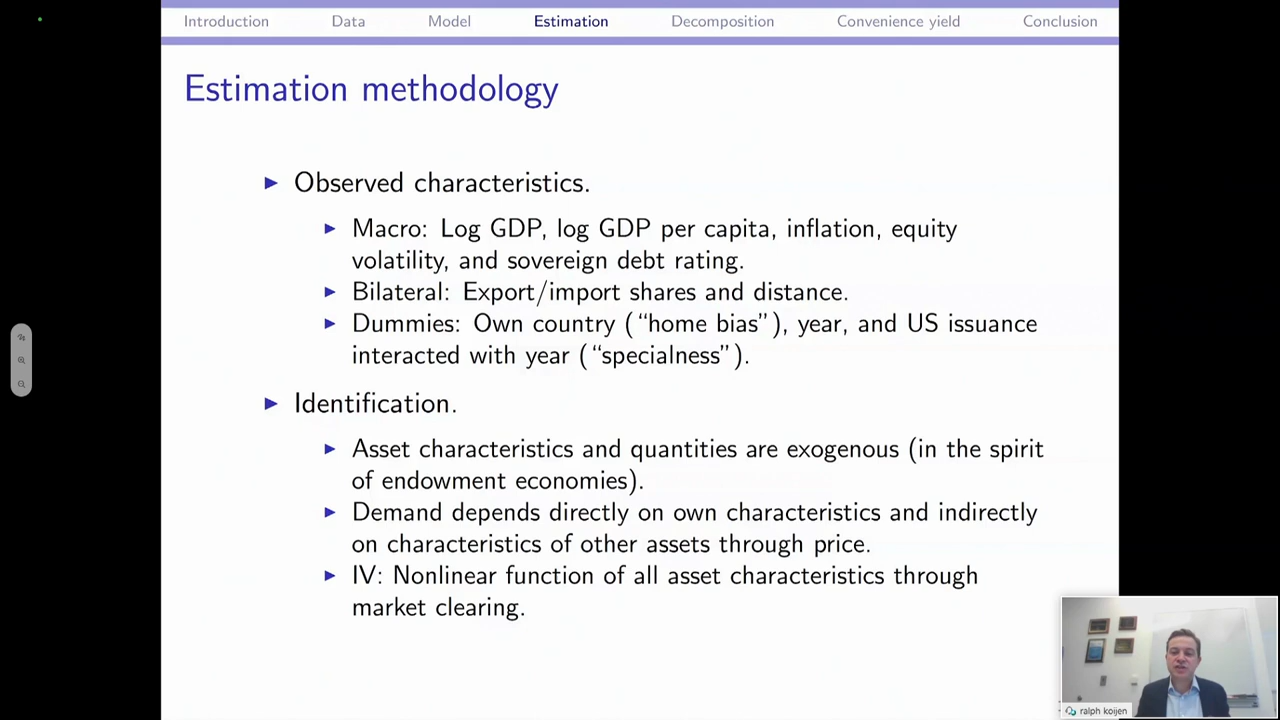 Introduction Data Model Estimation Decomposition Convenience yield Conclusion
Estimation methodology
Observed characteristics.
Macro: Log GDP, log GDP per capita, inflation, equity
volatility, and sovereign debt rating.
Bilateral: Export/import shares and distance.
Dummies: Own country (“home bias”), year, and US issuance
interacted with year (“specialness”).
Identification.
Asset characteristics and quantities are exogenous (in the spirit
of endowment economies).
Demand depends directly on own characteristics and indirectly
on characteristics of other assets through price.
IV: Nonlinear function of all asset characteristics through
market clearing.
ralph koijen